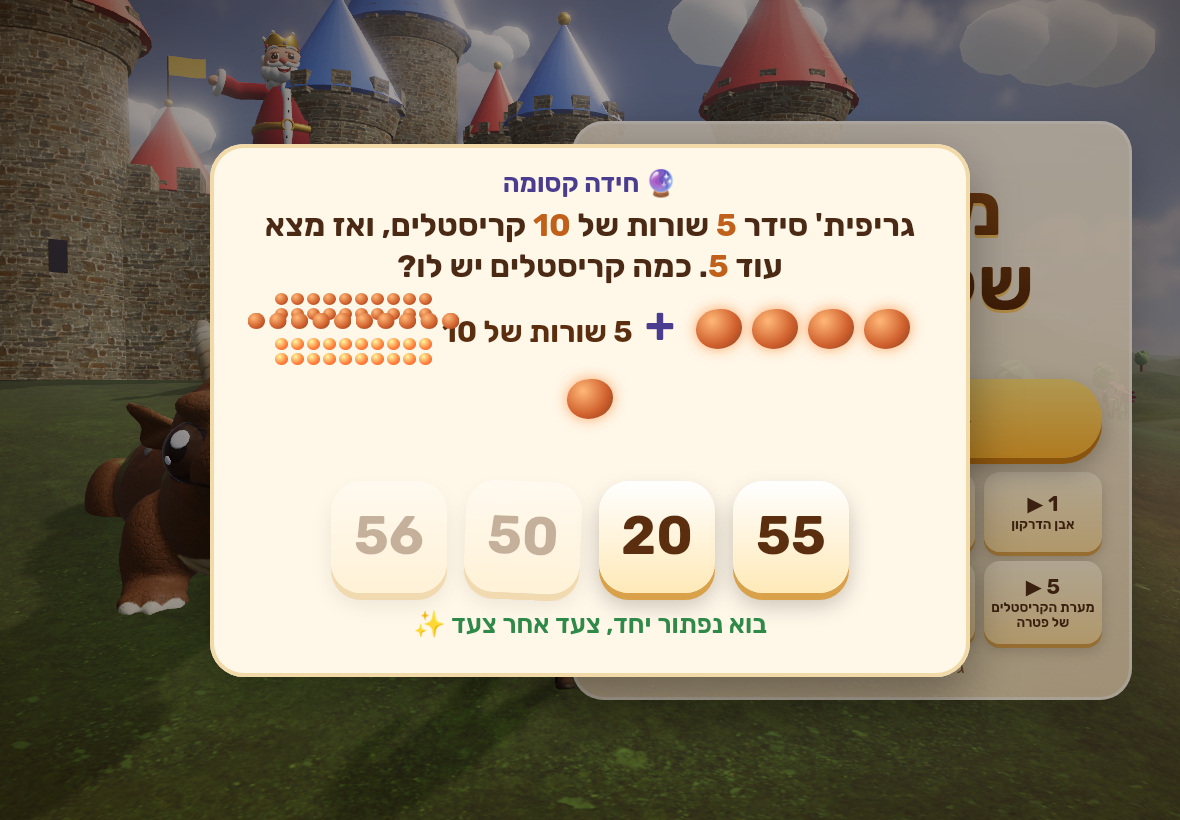 🔮 חידה קסומה
גריפית' סידר 5 שורות של 10 קריסטלים, ואז מצא
עוד 5. כמה קריסטלים יש לו?
+ 5 שורות של 10
55
20
50
56
בוא נפתור יחד, צעד אחר צעד ✨
1 ▶
אבן הדרקון
5 ▶
מערת הקריסטלים
של פטרה